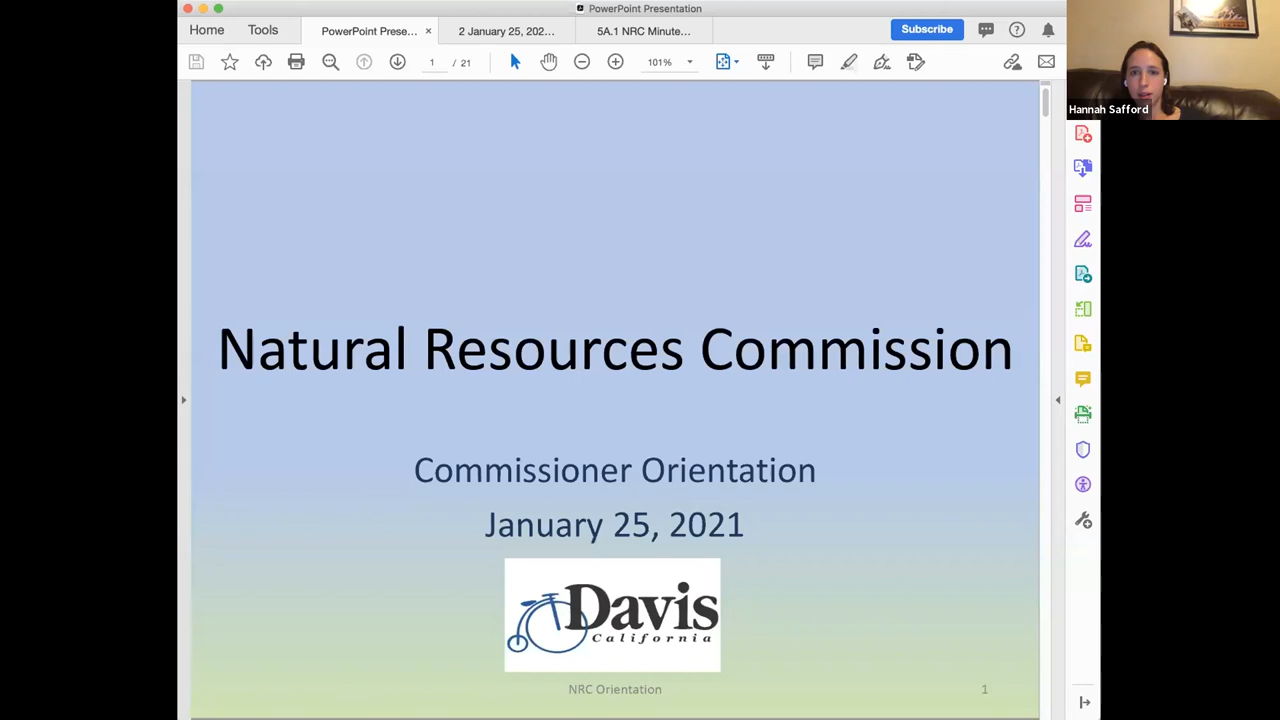 PowerPoint Presentation
Home
Tools
PowerPoint Prese...
2 January 25, 202...
5A.1 NRC Minute...
Subscribe
1 / 21
101%
Hannah Safford
Natural Resources Commission
Commissioner Orientation
January 25, 2021
Davis
California
NRC Orientation
1